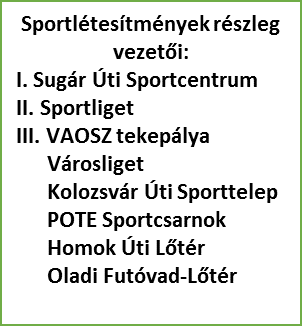 Sportlétesítmények részleg
vezetői:
I. Sugár Úti Sportcentrum
II. Sportliget
III. VAOSZ tekepálya
Városliget
Kolozsvár Úti Sporttelep
POTE Sportcsarnok
Homok Úti Lőtér
Oladi Futóvad-Lőtér